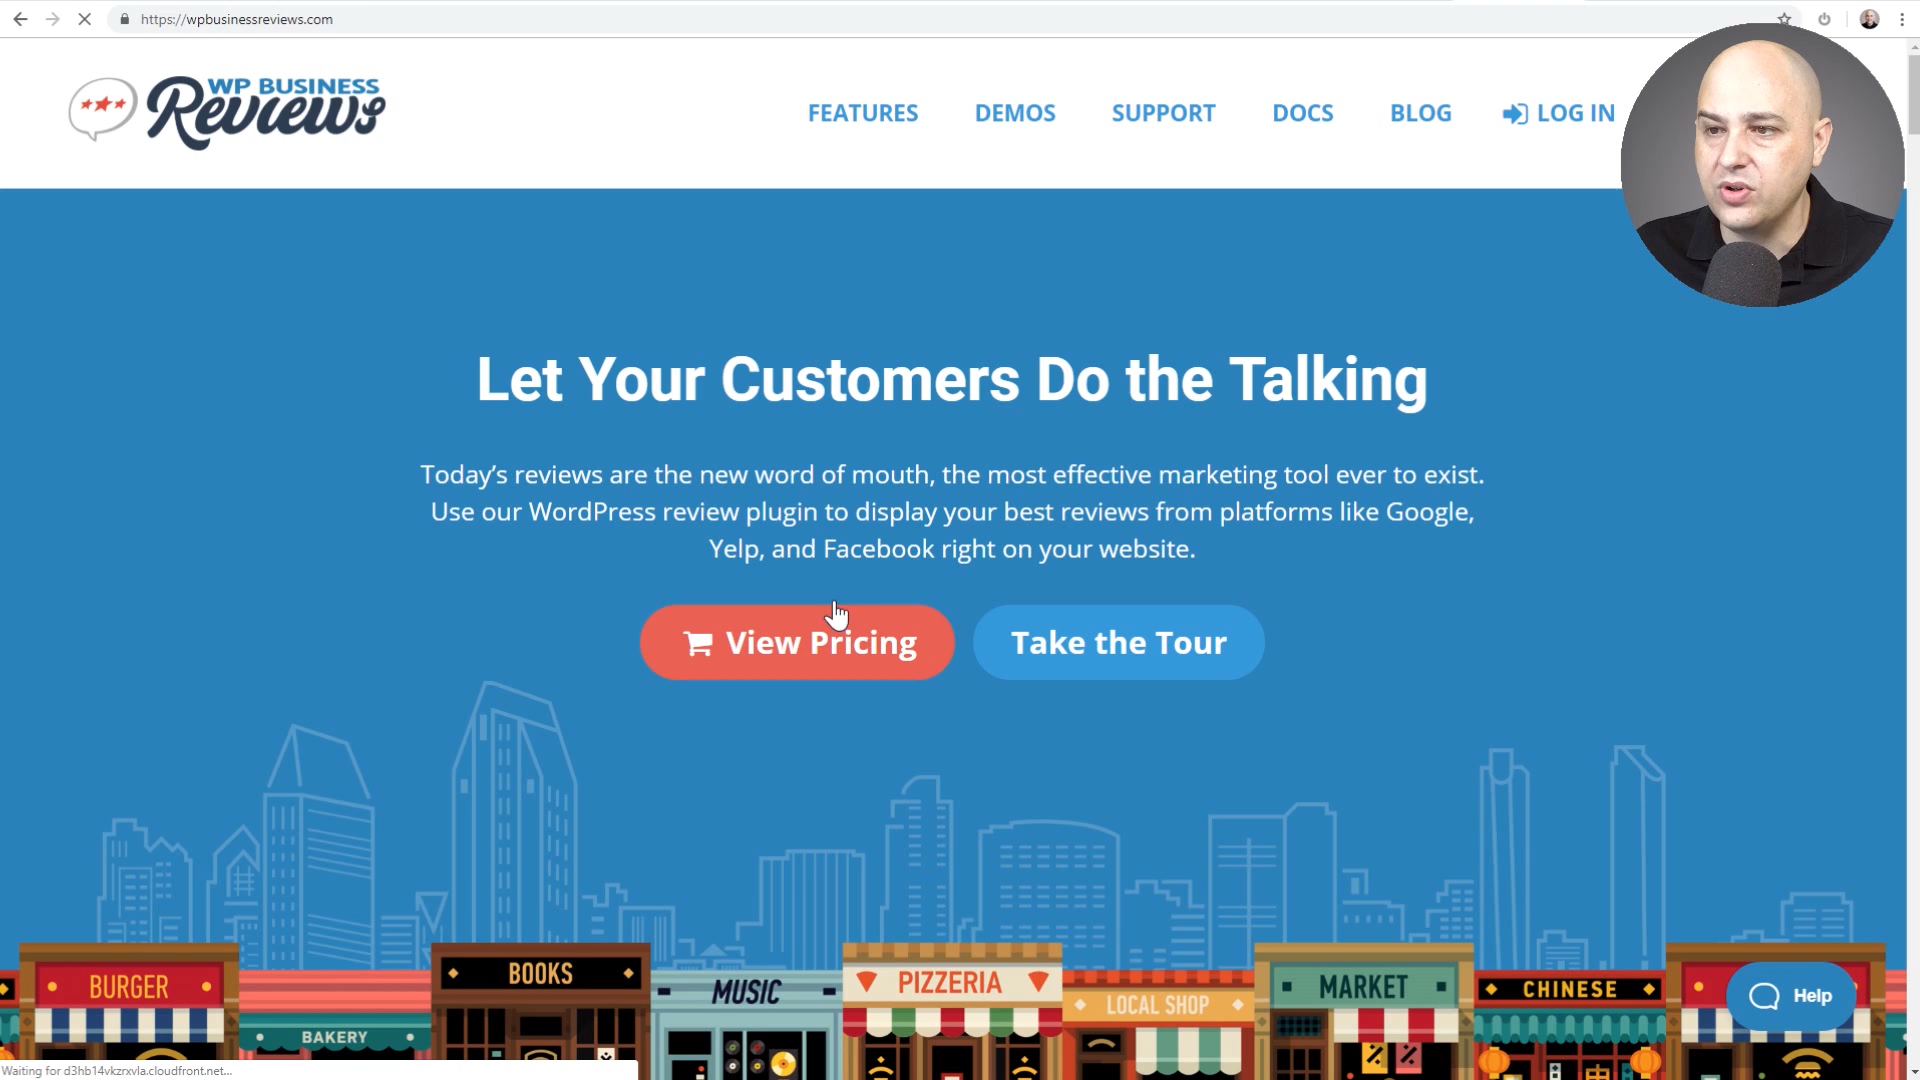 https://wpbusinessreviews.com
WP BUSINESS
Reviews
FEATURES
DEMOS
SUPPORT
DOCS
BLOG
LOG IN
Let Your Customers Do the Talking
Today's reviews are the new word of mouth, the most effective marketing tool ever to exist.
Use our WordPress review plugin to display your best reviews from platforms like Google,
Yelp, and Facebook right on your website.
View Pricing
Take the Tour
BURGER
BAKERY
BOOKS
MUSIC
PIZZERIA
LOCAL SHOP
MARKET
CHINESE
Help
Waiting for d3hb14vkzrxvla.cloudfront.net...